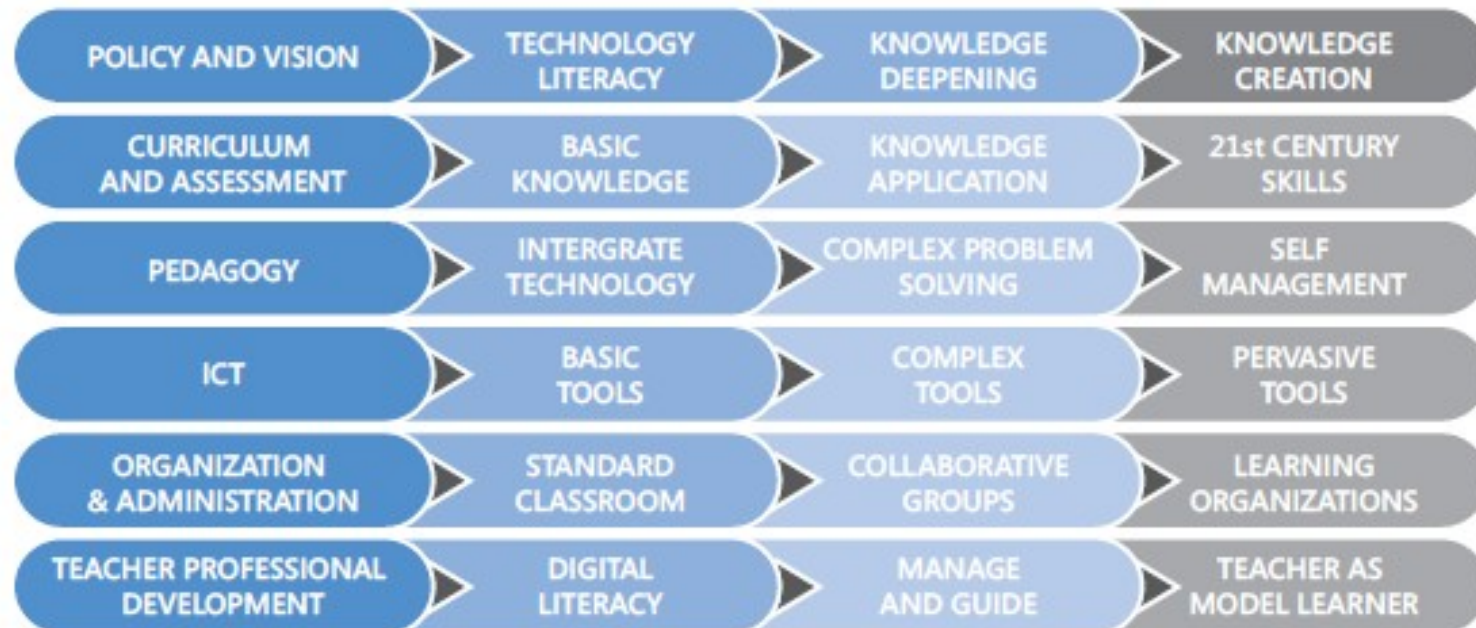 POLICY AND VISION
TECHNOLOGY
LITERACY
KNOWLEDGE
DEEPENING
KNOWLEDGE
CREATION
CURRICULUM
AND ASSESSMENT
BASIC
KNOWLEDGE
KNOWLEDGE
APPLICATION
21st CENTURY
SKILLS
PEDAGOGY
INTERGRATE
TECHNOLOGY
COMPLEX PROBLEM
SOLVING
SELF
MANAGEMENT
ICT
BASIC
TOOLS
COMPLEX
TOOLS
PERVASIVE
TOOLS
ORGANIZATION
& ADMINISTRATION
STANDARD
CLASSROOM
COLLABORATIVE
GROUPS
LEARNING
ORGANIZATIONS
TEACHER PROFESSIONAL
DEVELOPMENT
DIGITAL
LITERACY
MANAGE
AND GUIDE
TEACHER AS
MODEL LEARNER